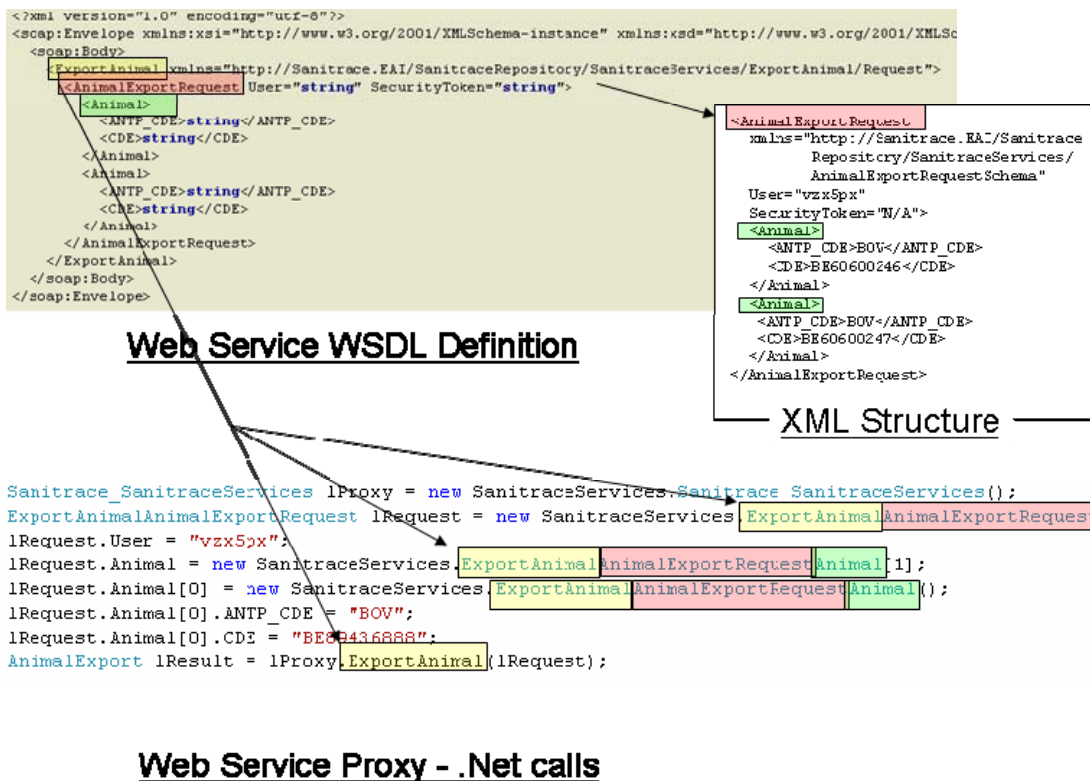 <?xml version="1.0" encoding="utf-8"?>
<soap:Envelope xmlns:xsi="http://www.w3.org/2001/XMLSchema-instance" xmlns:xsd="http://www.w3.org/2001/XMLSc
<soap:Body>
<ExportAnimal xmlns="http://Sanitrace.EAI/SanitraceRepository/SanitraceServices/ExportAnimal/Request">
<AnimalExportRequest User="string" SecurityToken="string">
<Animal>
<ANTP_CDE>string</ANTP_CDE>
<CDE>string</CDE>
</Animal>
<Animal>
<ANTP_CDE>string</ANTP_CDE>
<CDE>string</CDE>
</Animal>
</AnimalExportRequest>
</ExportAnimal>
</soap:Body>
</soap:Envelope>
Web Service WSDL Definition
<AnimalExportRequest
xmlns="http://Sanitrace.EAI/Sanitrace
Repository/SanitraceServices/
AnimalExportRequestSchema"
User="vzx5px"
SecurityToken="N/A">
<Animal>
<ANTP_CDE>BOV</ANTP_CDE>
<CDE>BE60600246</CDE>
</Animal>
<Animal>
<ANTP_CDE>BOV</ANTP_CDE>
<CDE>BE60600247</CDE>
</Animal>
</AnimalExportRequest>
XML Structure
Sanitrace_SanitraceServices lProxy = new SanitraceServices.Sanitrace_SanitraceServices();
ExportAnimalAnimalExportRequest lRequest = new SanitraceServices.ExportAnimalAnimalExportRequest
lRequest.User = "vzx5px";
lRequest.Animal = new SanitraceServices.ExportAnimalAnimalExportRequestAnimal[1];
lRequest.Animal[0] = new SanitraceServices.ExportAnimalAnimalExportRequestAnimal();
lRequest.Animal[0].ANTP_CDE = "BOV";
lRequest.Animal[0].CDE = "BE89436888";
AnimalExport lResult = lProxy.ExportAnimal(lRequest);
Web Service Proxy - .Net calls